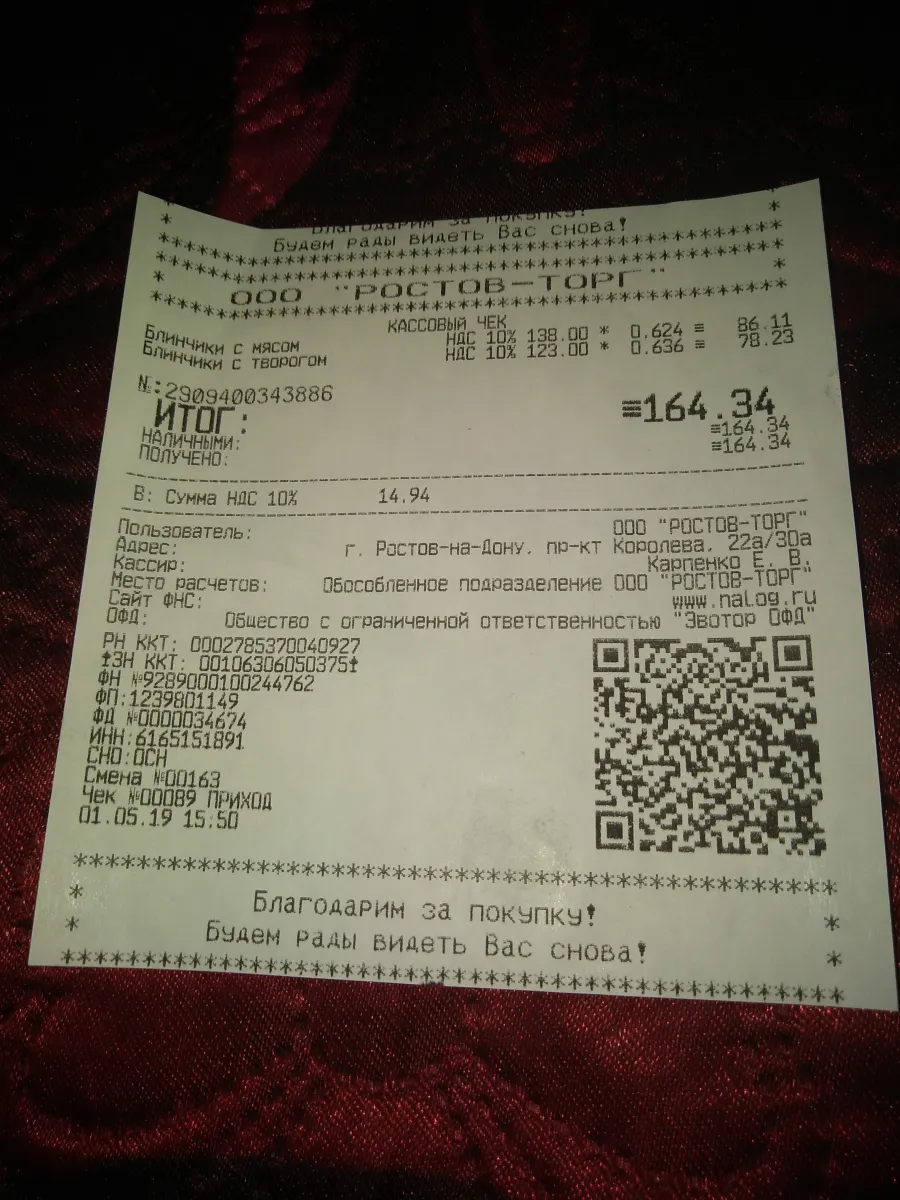 Благодарим за покупку!
* Будем рады видеть Вас снова! *
***************************************
***************************************
* ООО "РОСТОВ-ТОРГ" *
***************************************
КАССОВЫЙ ЧЕК
Блинчики с мясом НДС 10% 138.00 * 0.624 ≡ 86.11
Блинчики с творогом НДС 10% 123.00 * 0.636 ≡ 78.23
№:2909400343886
ИТОГ: ≡164.34
НАЛИЧНЫМИ: ≡164.34
ПОЛУЧЕНО: ≡164.34
В: Сумма НДС 10% 14.94
Пользователь: ООО "РОСТОВ-ТОРГ"
Адрес: г. Ростов-на-Дону, пр-кт Королева, 22а/30а
Кассир: Карпенко Е. В.
Место расчетов: Обособленное подразделение ООО "РОСТОВ-ТОРГ"
Сайт ФНС: www.nalog.ru
ОФД: Общество с ограниченной ответственностью "Эвотор ОФД"
РН ККТ: 0002785370040927
ЗН ККТ: 00106306050375
ФН №9289000100244762
ФП:1239801149
ФД №0000034674
ИНН:6165151891
СНО:ОСН
Смена №00163
Чек №00089 ПРИХОД
01.05.19 15:50
***************************************
* Благодарим за покупку! *
* Будем рады видеть Вас снова! *
***************************************